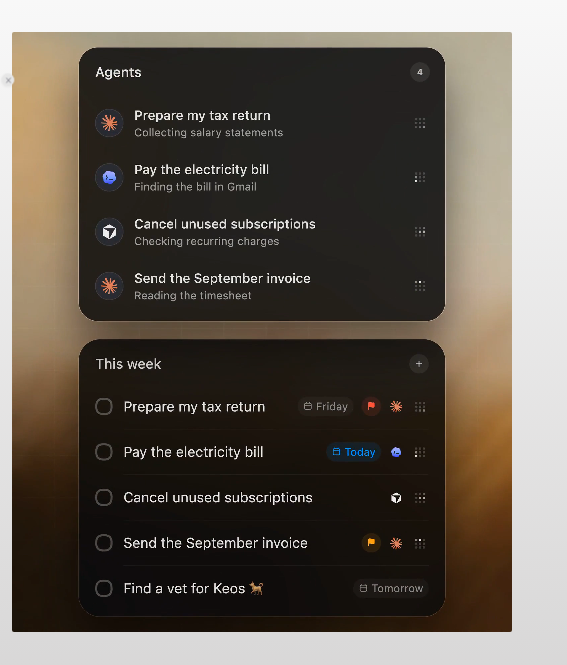 Agents
4
Prepare my tax return
Collecting salary statements
Pay the electricity bill
Finding the bill in Gmail
Cancel unused subscriptions
Checking recurring charges
Send the September invoice
Reading the timesheet
This week
+
Prepare my tax return Friday
Pay the electricity bill Today
Cancel unused subscriptions
Send the September invoice
Find a vet for Keos 🐕 Tomorrow